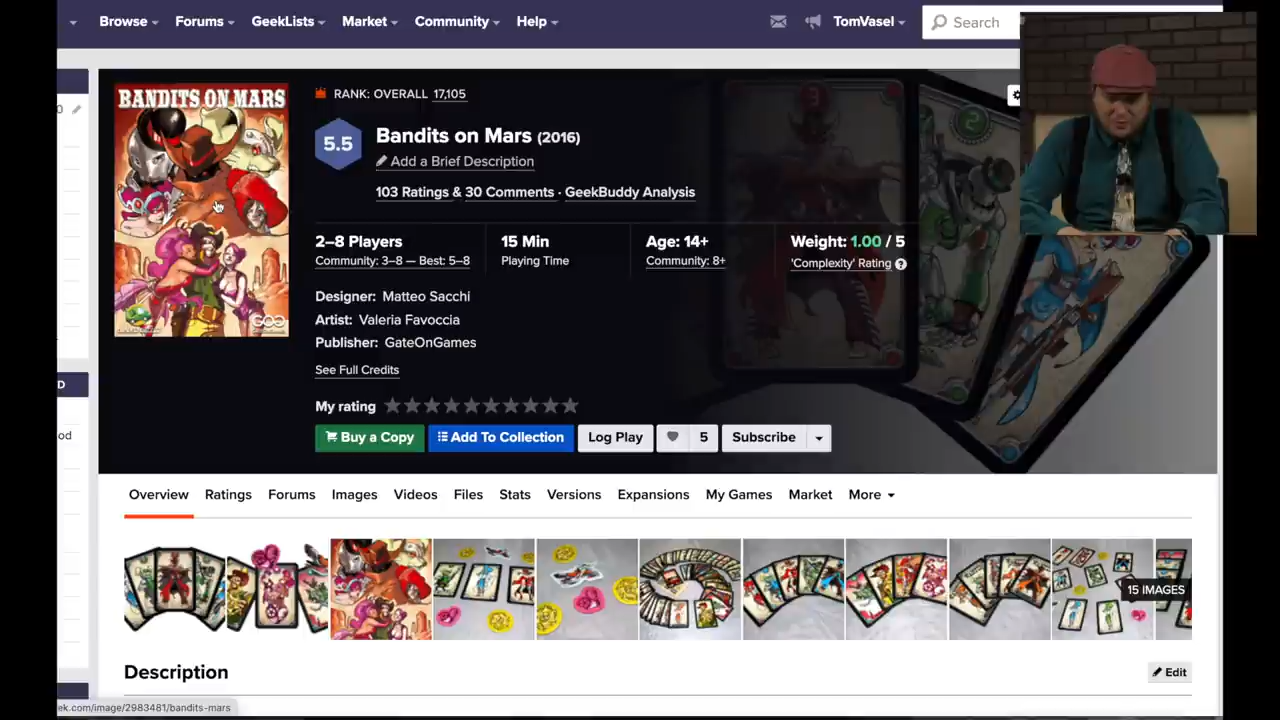 Browse Forums GeekLists Market Community Help TomVasel Search
BANDITS ON MARS
RANK: OVERALL 17,105
5.5
Bandits on Mars (2016)
Add a Brief Description
103 Ratings & 30 Comments · GeekBuddy Analysis
2–8 Players
Community: 3–8 — Best: 5–8
15 Min
Playing Time
Age: 14+
Community: 8+
Weight: 1.00 / 5
'Complexity' Rating
Designer: Matteo Sacchi
Artist: Valeria Favoccia
Publisher: GateOnGames
See Full Credits
My rating
Buy a Copy Add To Collection Log Play 5 Subscribe
Overview Ratings Forums Images Videos Files Stats Versions Expansions My Games Market More
15 IMAGES
Description
Edit
ek.com/image/2983481/bandits-mars
0
D
od
3
2